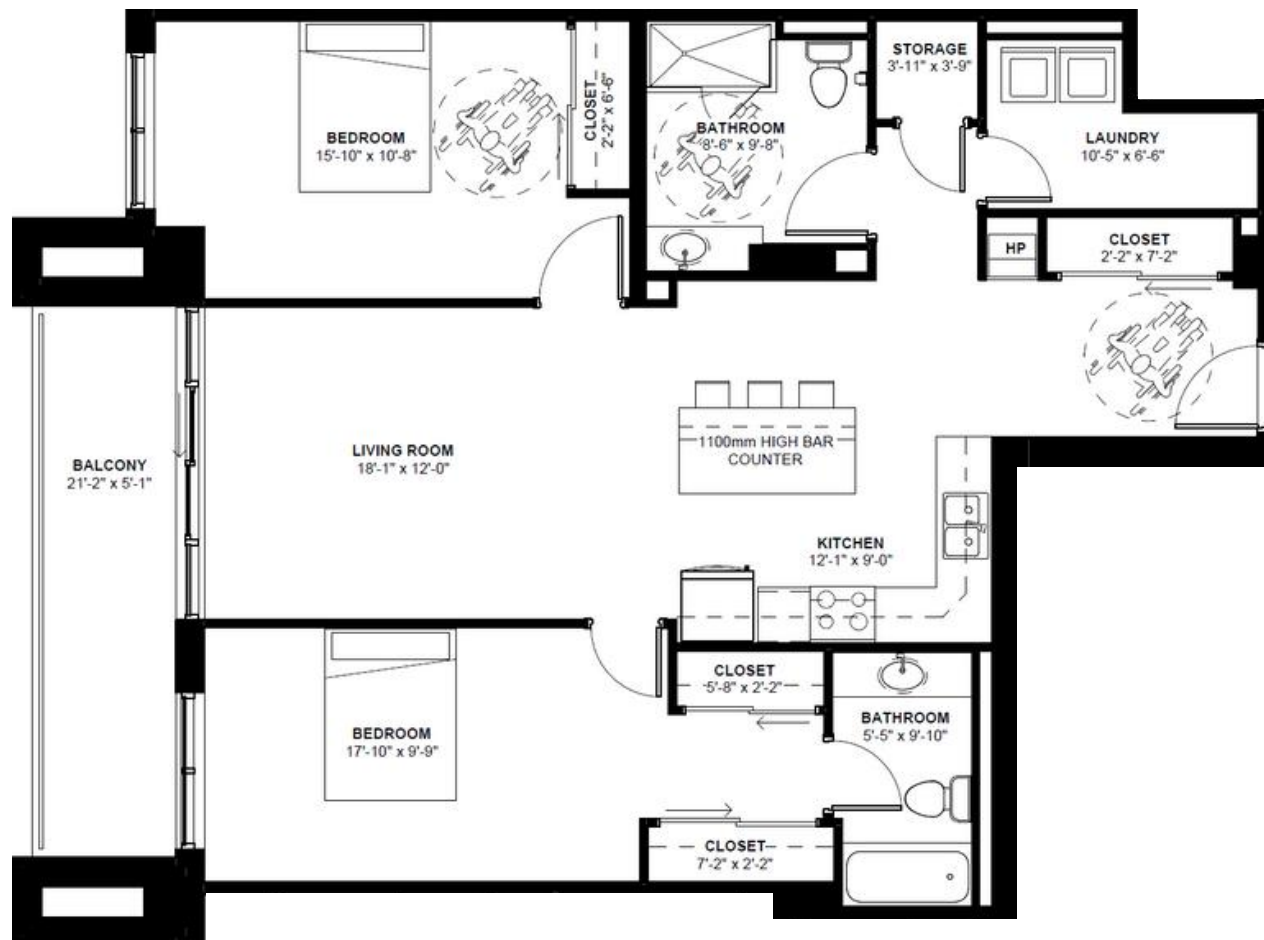 STORAGE
3'-11" x 3'-9"
CLOSET
2'-2" x 6'-6"
BEDROOM
15'-10" x 10'-8"
BATHROOM
8'-6" x 9'-8"
LAUNDRY
10'-5" x 6'-6"
HP
CLOSET
2'-2" x 7'-2"
1100mm HIGH BAR
COUNTER
LIVING ROOM
18'-1" x 12'-0"
BALCONY
21'-2" x 5'-1"
KITCHEN
12'-1" x 9'-0"
CLOSET
5'-8" x 2'-2"
BEDROOM
17'-10" x 9'-9"
BATHROOM
5'-5" x 9'-10"
CLOSET
7'-2" x 2'-2"